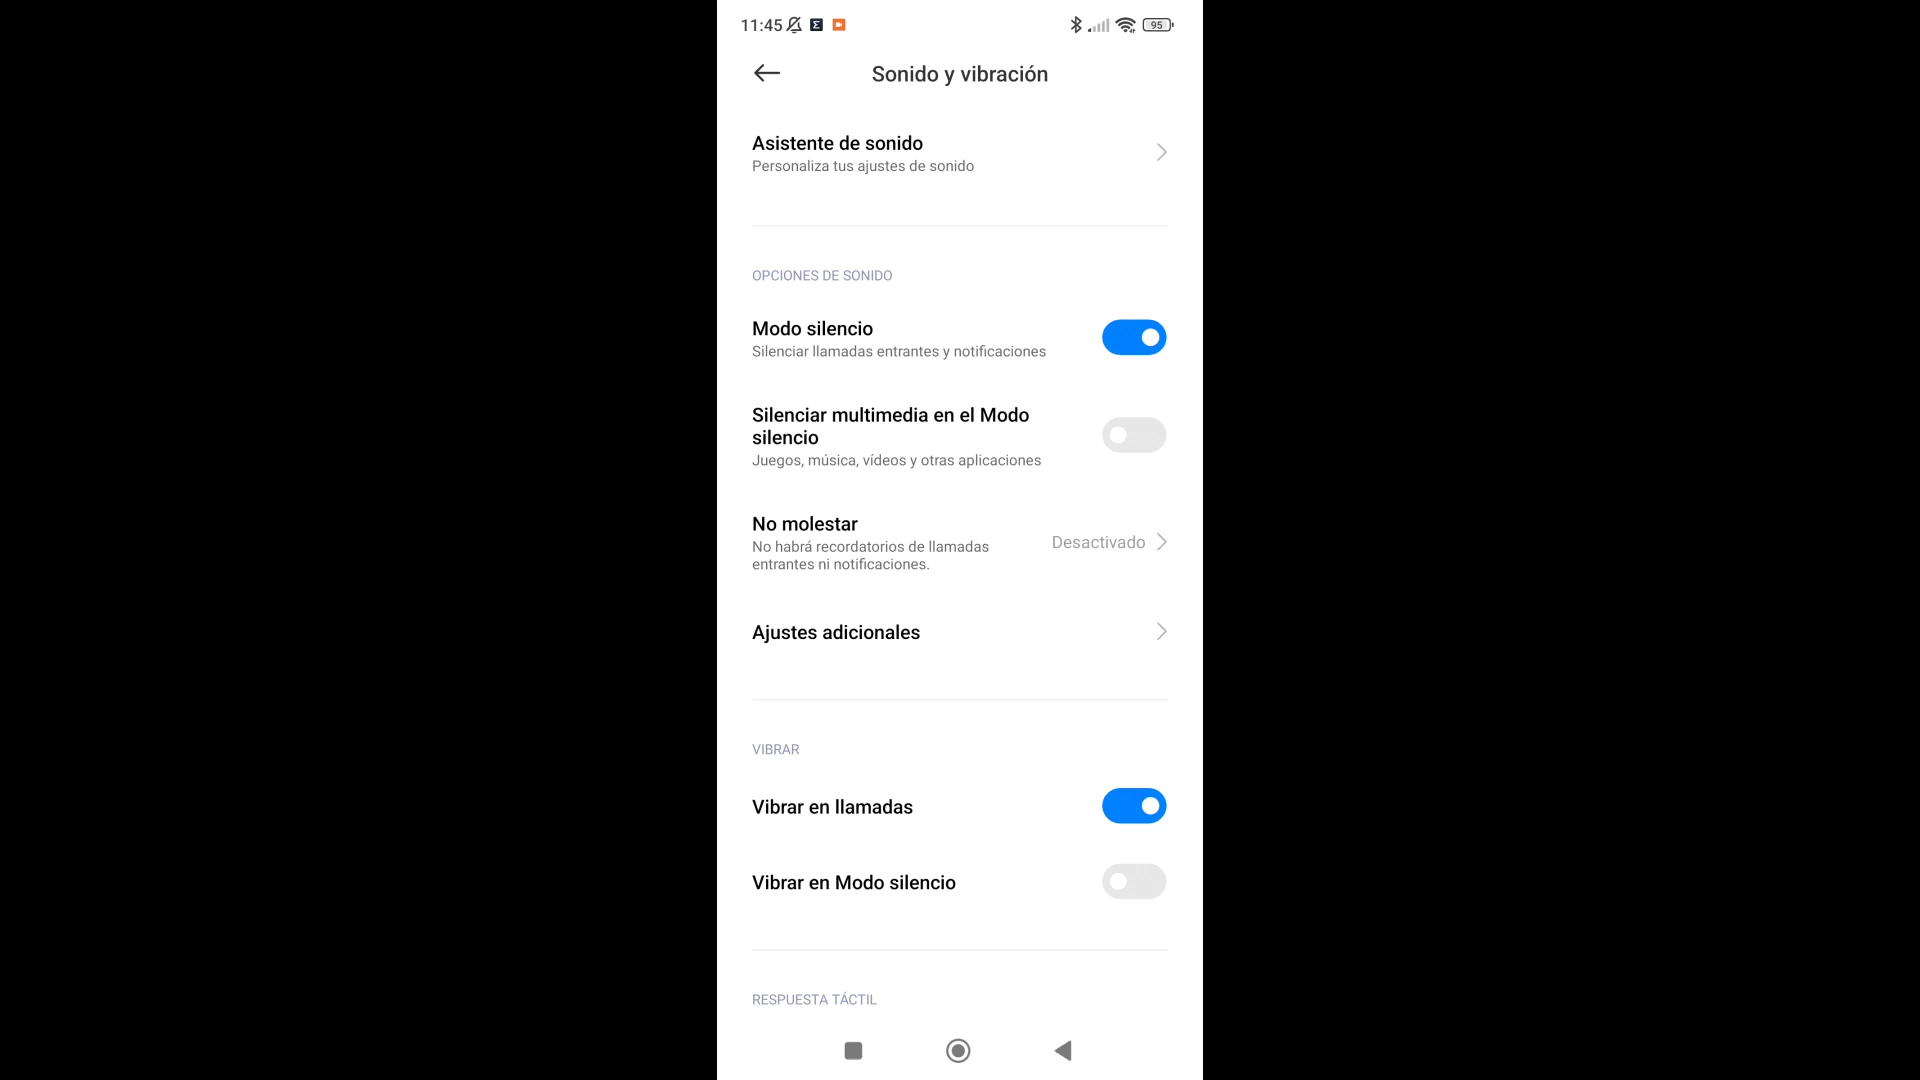 11:45
95
Sonido y vibración
Asistente de sonido
Personaliza tus ajustes de sonido
OPCIONES DE SONIDO
Modo silencio
Silenciar llamadas entrantes y notificaciones
Silenciar multimedia en el Modo
silencio
Juegos, música, vídeos y otras aplicaciones
No molestar
No habrá recordatorios de llamadas
entrantes ni notificaciones.
Desactivado
Ajustes adicionales
VIBRAR
Vibrar en llamadas
Vibrar en Modo silencio
RESPUESTA TÁCTIL